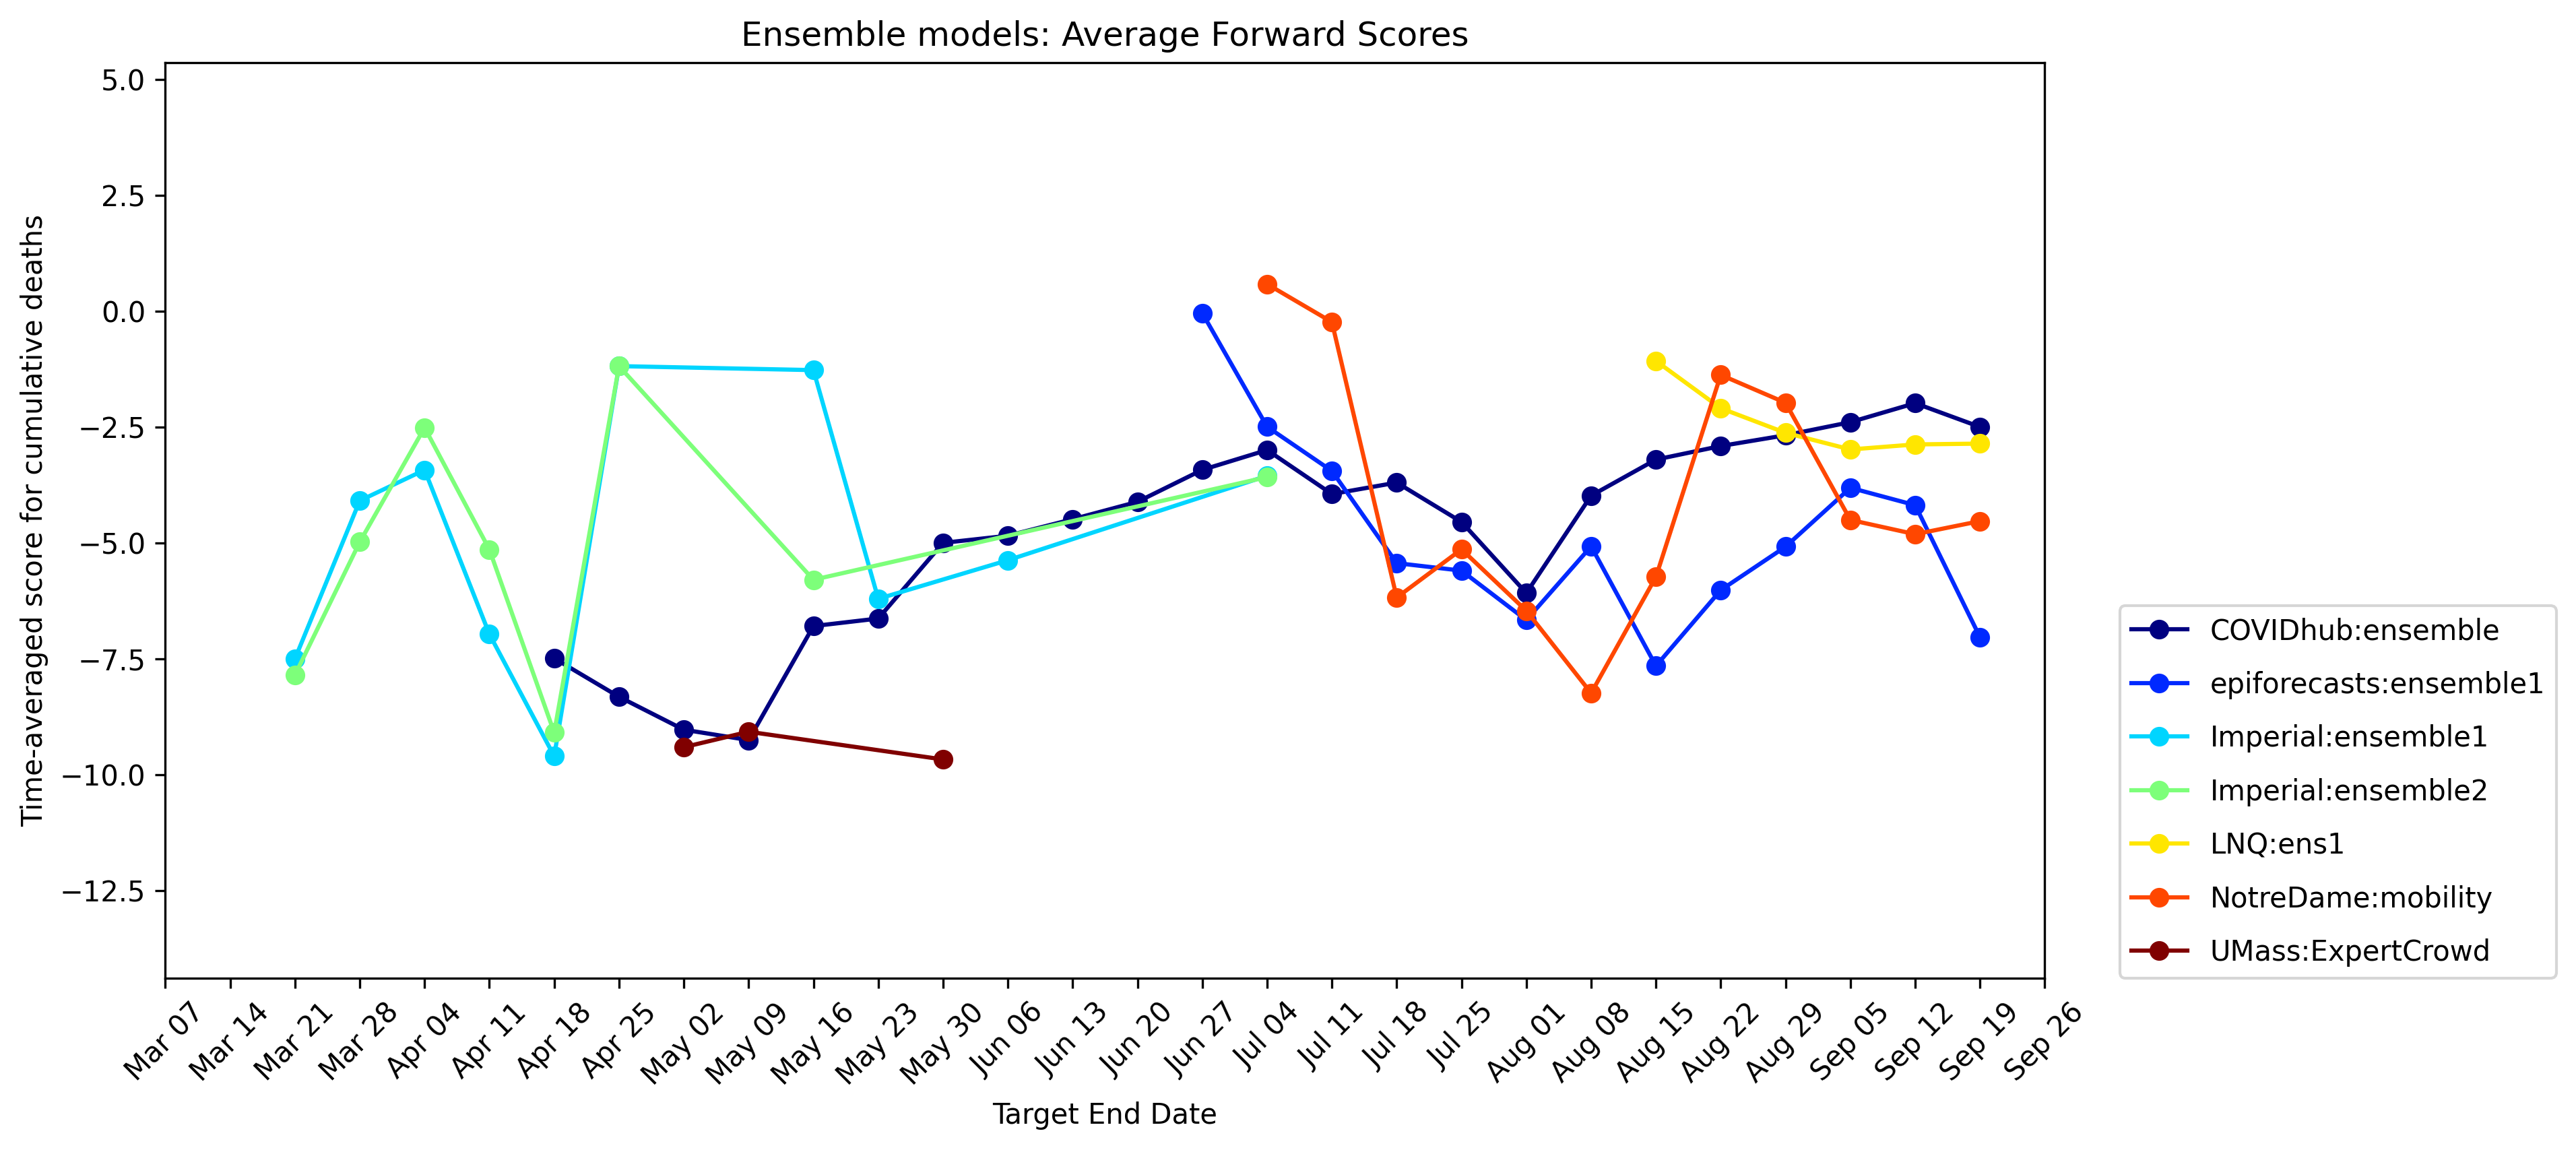 Ensemble models: Average Forward Scores
Time-averaged score for cumulative deaths
5.0
2.5
0.0
−2.5
−5.0
−7.5
−10.0
−12.5
Mar 07
Mar 14
Mar 21
Mar 28
Apr 04
Apr 11
Apr 18
Apr 25
May 02
May 09
May 16
May 23
May 30
Jun 06
Jun 13
Jun 20
Jun 27
Jul 04
Jul 11
Jul 18
Jul 25
Aug 01
Aug 08
Aug 15
Aug 22
Aug 29
Sep 05
Sep 12
Sep 19
Sep 26
Target End Date
COVIDhub:ensemble
epiforecasts:ensemble1
Imperial:ensemble1
Imperial:ensemble2
LNQ:ens1
NotreDame:mobility
UMass:ExpertCrowd